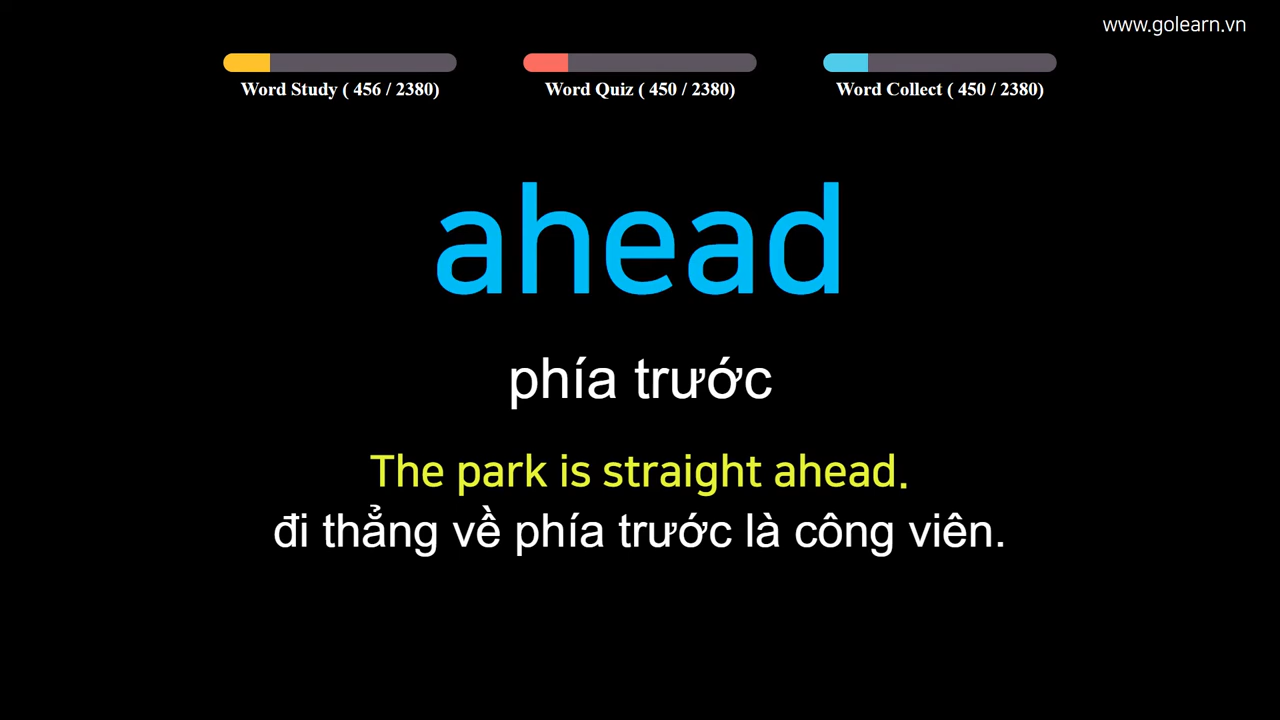 www.golearn.vn
Word Study ( 456 / 2380)
Word Quiz ( 450 / 2380)
Word Collect ( 450 / 2380)
ahead
phía trước
The park is straight ahead.
đi thẳng về phía trước là công viên.